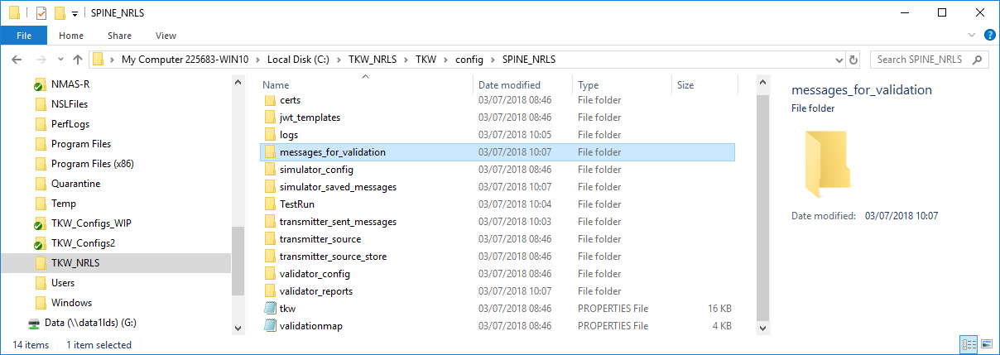 SPINE_NRLS
File Home Share View
My Computer 225683-WIN10 Local Disk (C:) TKW_NRLS TKW config SPINE_NRLS Search SPINE_NRLS
NMAS-R
NSLFiles
PerfLogs
Program Files
Program Files (x86)
Quarantine
Temp
TKW_Configs_WIP
TKW_Configs2
TKW_NRLS
Users
Windows
Data (\\data1lds) (G:)
Name Date modified Type Size
certs 03/07/2018 08:46 File folder
jwt_templates 03/07/2018 08:46 File folder
logs 03/07/2018 10:05 File folder
messages_for_validation 03/07/2018 10:07 File folder
simulator_config 03/07/2018 08:46 File folder
simulator_saved_messages 03/07/2018 10:07 File folder
TestRun 03/07/2018 10:04 File folder
transmitter_sent_messages 03/07/2018 10:03 File folder
transmitter_source 03/07/2018 08:46 File folder
transmitter_source_store 03/07/2018 08:46 File folder
validator_config 03/07/2018 08:46 File folder
validator_reports 03/07/2018 10:07 File folder
tkw 03/07/2018 08:46 PROPERTIES File 16 KB
validationmap 03/07/2018 08:46 PROPERTIES File 4 KB
messages_for_validation
File folder
Date modified: 03/07/2018 10:07
14 items 1 item selected